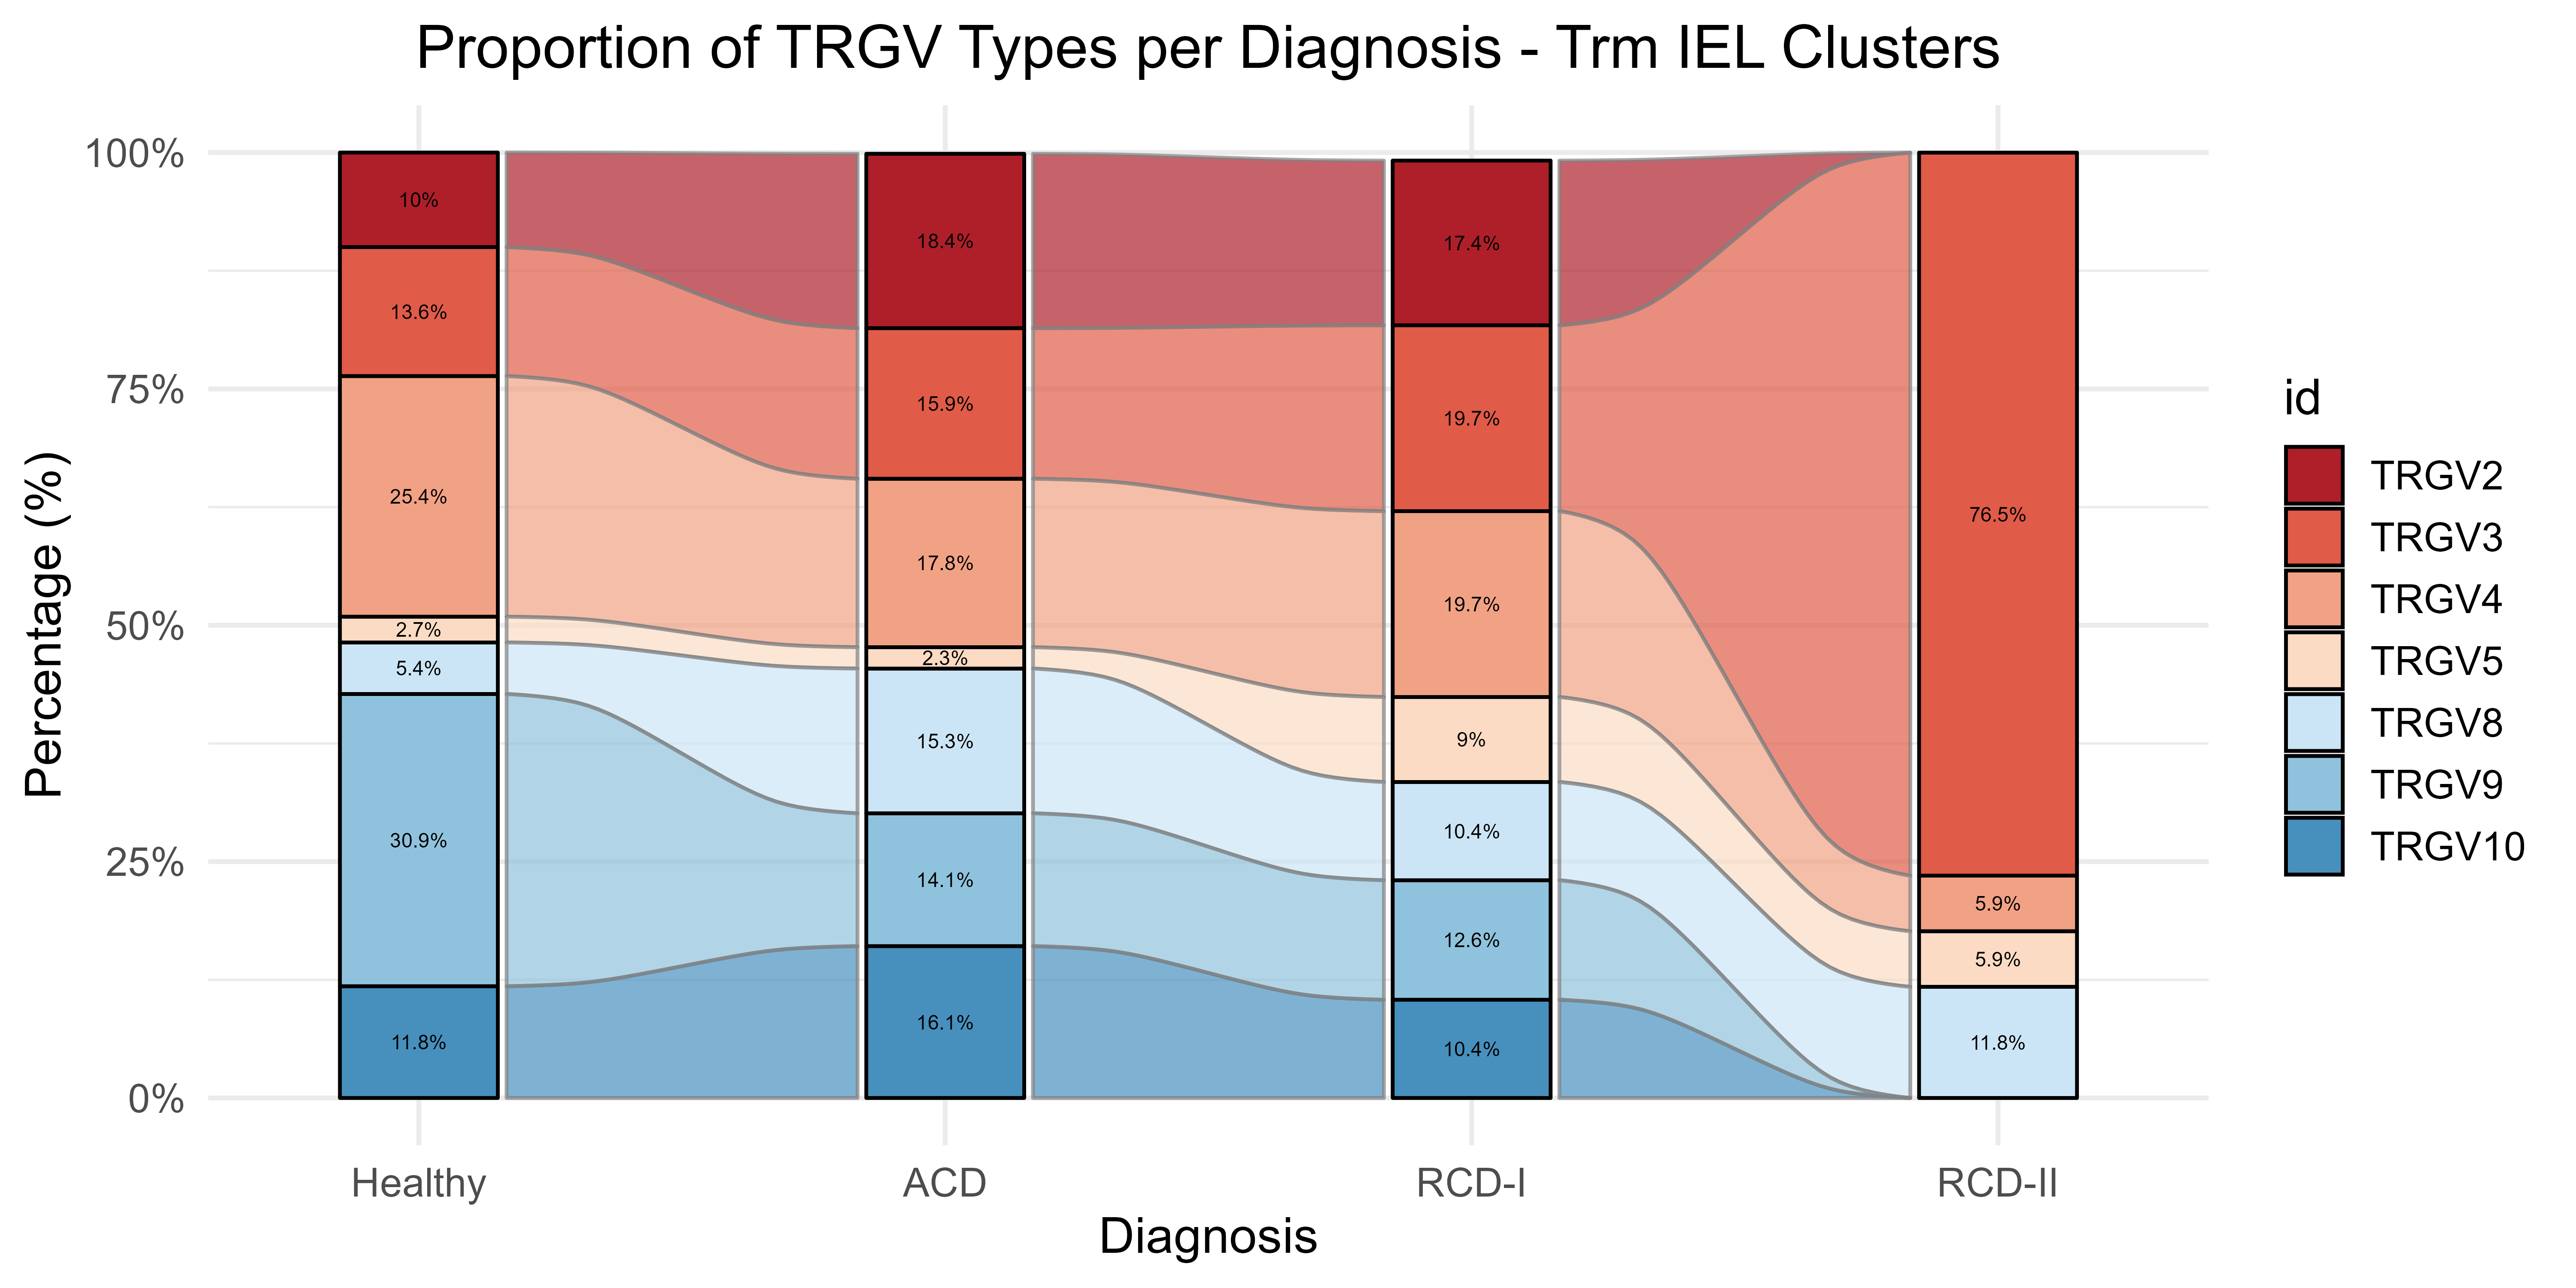 Proportion of TRGV Types per Diagnosis - Trm IEL Clusters
Percentage (%)
100%
75%
50%
25%
0%
10%
13.6%
25.4%
2.7%
5.4%
30.9%
11.8%
18.4%
15.9%
17.8%
2.3%
15.3%
14.1%
16.1%
17.4%
19.7%
19.7%
9%
10.4%
12.6%
10.4%
76.5%
5.9%
5.9%
11.8%
Healthy
ACD
RCD-I
RCD-II
Diagnosis
id
TRGV2
TRGV3
TRGV4
TRGV5
TRGV8
TRGV9
TRGV10